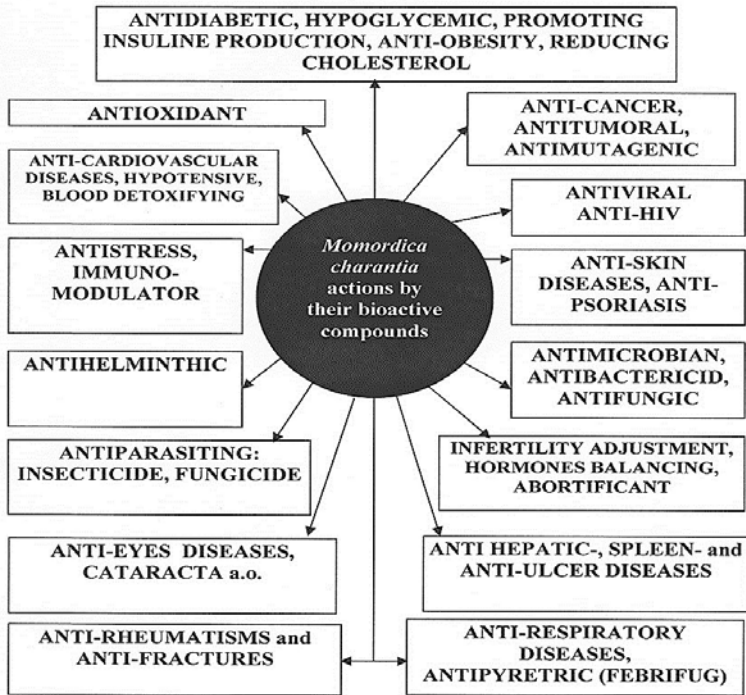 ANTIDIABETIC, HYPOGLYCEMIC, PROMOTING
INSULINE PRODUCTION, ANTI-OBESITY, REDUCING
CHOLESTEROL
ANTIOXIDANT
ANTI-CANCER,
ANTITUMORAL,
ANTIMUTAGENIC
ANTI-CARDIOVASCULAR
DISEASES, HYPOTENSIVE,
BLOOD DETOXIFYING
ANTIVIRAL
ANTI-HIV
Momordica
charantia
actions by
their bioactive
compounds
ANTISTRESS,
IMMUNO-
MODULATOR
ANTI-SKIN
DISEASES, ANTI-
PSORIASIS
ANTIHELMINTHIC
ANTIMICROBIAN,
ANTIBACTERICID,
ANTIFUNGIC
ANTIPARASITING:
INSECTICIDE, FUNGICIDE
INFERTILITY ADJUSTMENT,
HORMONES BALANCING,
ABORTIFICANT
ANTI-EYES DISEASES,
CATARACTA a.o.
ANTI HEPATIC-, SPLEEN- and
ANTI-ULCER DISEASES
ANTI-RHEUMATISMS and
ANTI-FRACTURES
ANTI-RESPIRATORY
DISEASES,
ANTIPYRETRIC (FEBRIFUG)